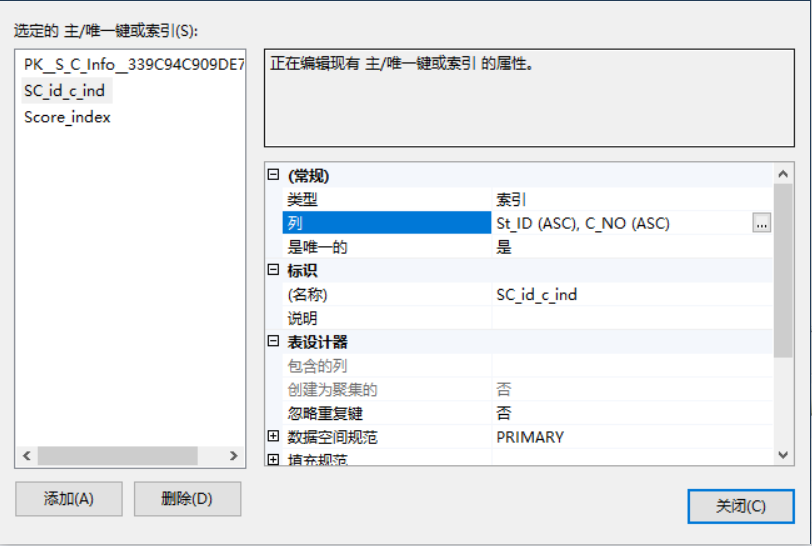 选定的 主/唯一键或索引(S):
PK__S_C_Info__339C94C909DE7
SC_id_c_ind
Score_index
正在编辑现有 主/唯一键或索引 的属性。
(常规)
类型 索引
列 St_ID (ASC), C_NO (ASC) ...
是唯一的 是
标识
(名称) SC_id_c_ind
说明
表设计器
包含的列
创建为聚集的 否
忽略重复键 否
数据空间规范 PRIMARY
填充规范
添加(A) 删除(D)
关闭(C)